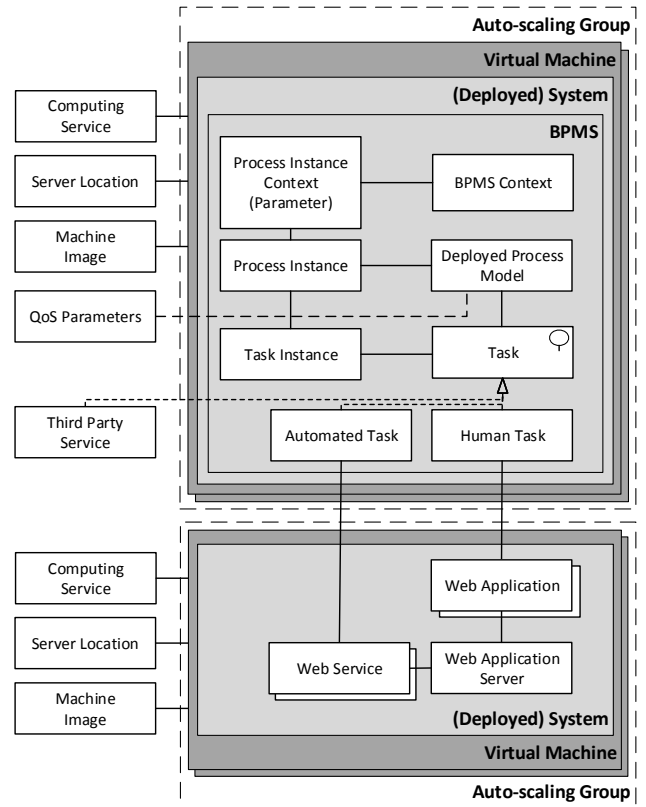 Auto-scaling Group
Virtual Machine
(Deployed) System
BPMS
Computing
Service
Server Location
Machine
Image
QoS Parameters
Third Party
Service
Process Instance
Context
(Parameter)
BPMS Context
Process Instance
Deployed Process
Model
Task Instance
Task
Automated Task
Human Task
Computing
Service
Server Location
Machine
Image
Web Application
Web Service
Web Application
Server
(Deployed) System
Virtual Machine
Auto-scaling Group